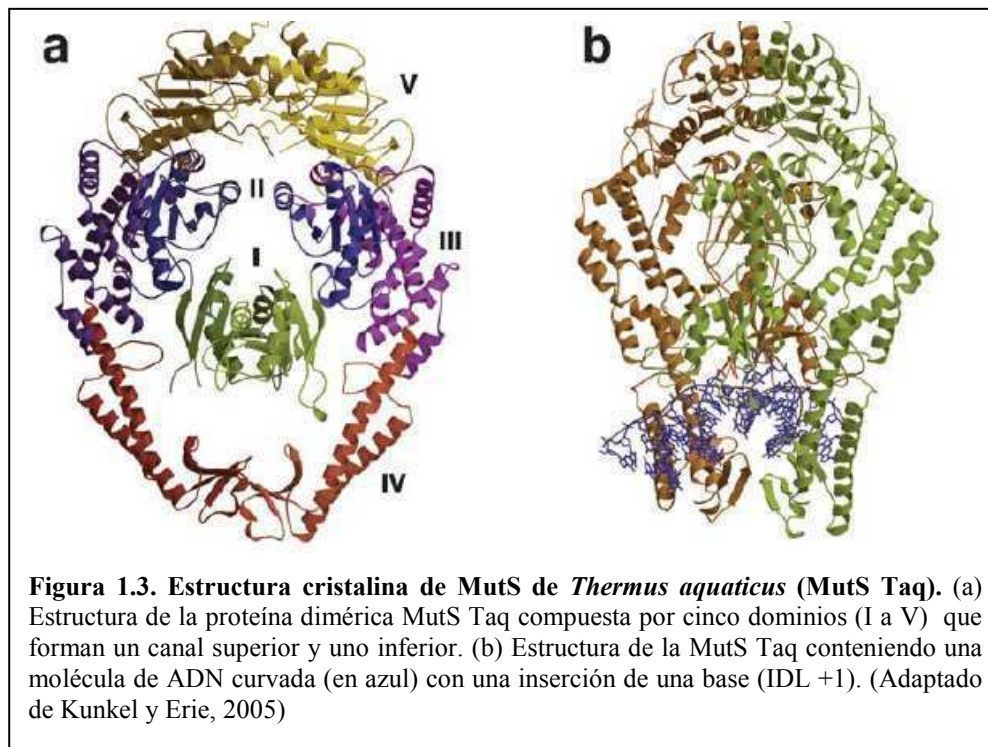 a
b
V
II
III
I
IV
Figura 1.3. Estructura cristalina de MutS de Thermus aquaticus (MutS Taq). (a)
Estructura de la proteína dimérica MutS Taq compuesta por cinco dominios (I a V) que
forman un canal superior y uno inferior. (b) Estructura de la MutS Taq conteniendo una
molécula de ADN curvada (en azul) con una inserción de una base (IDL +1). (Adaptado
de Kunkel y Erie, 2005)